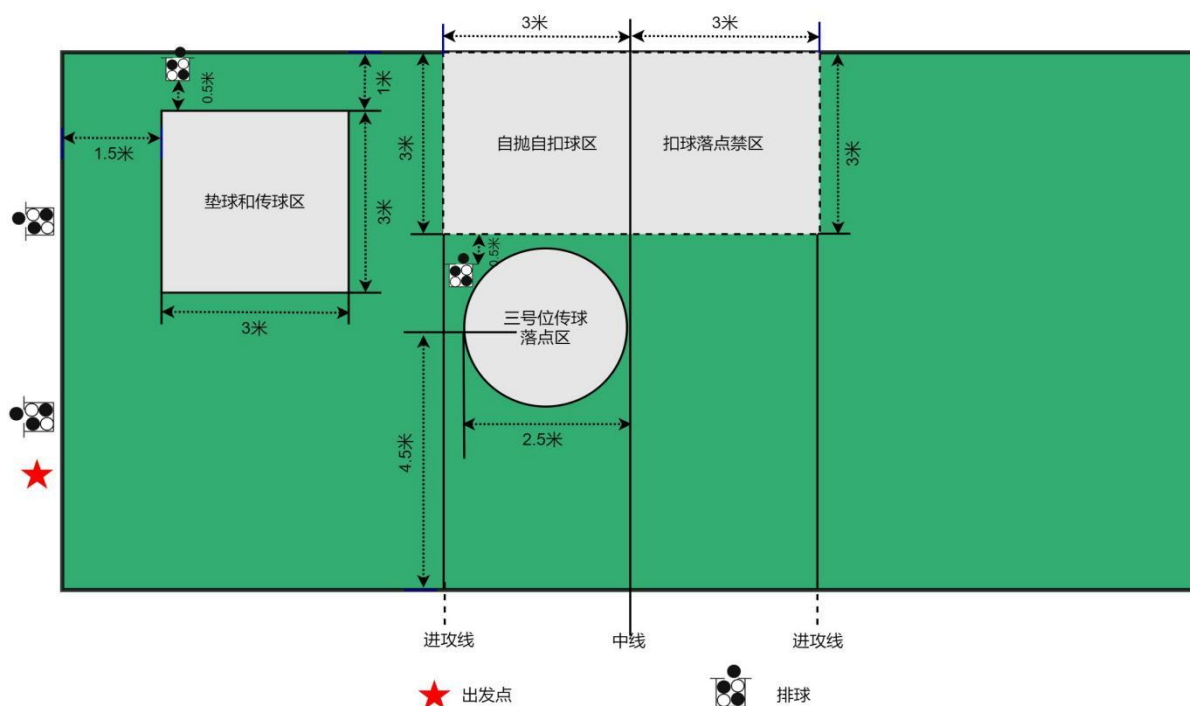 3米
3米
1米
0.5米
1.5米
3米
自抛自扣球区
扣球落点禁区
3米
垫球和传球区
3米
0.5米
3米
三号位传球
落点区
4.5米
2.5米
进攻线
中线
进攻线
出发点
排球